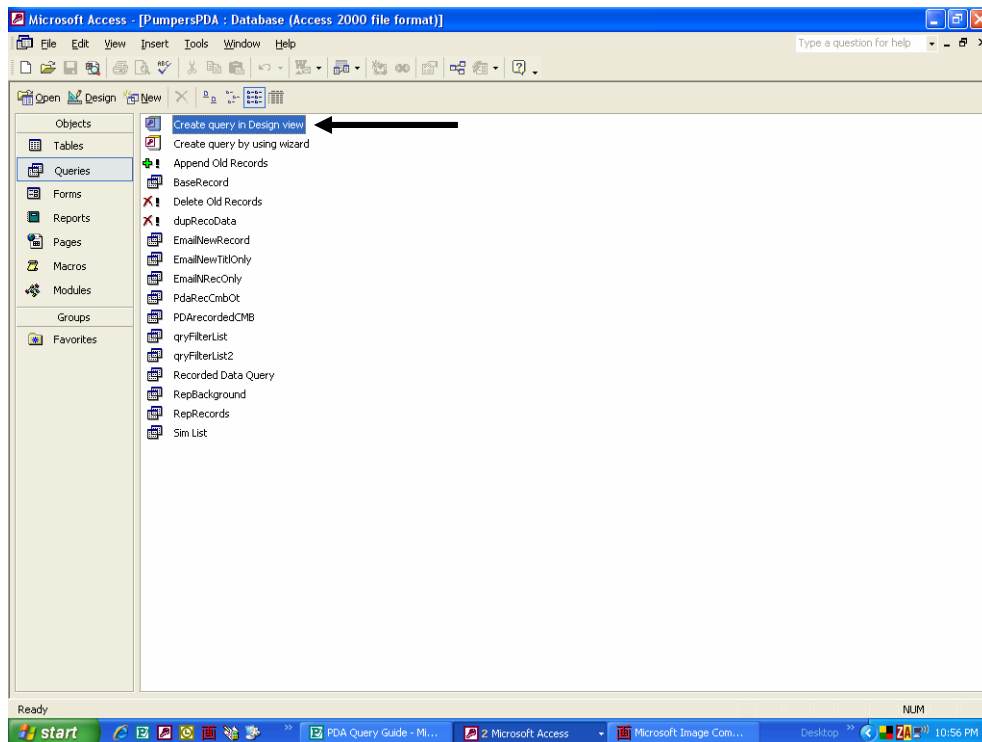 Microsoft Access - [PumpersPDA : Database (Access 2000 file format)]
File Edit View Insert Tools Window Help Type a question for help
Open Design New
Objects
Tables
Queries
Forms
Reports
Pages
Macros
Modules
Groups
Favorites
Create query in Design view
Create query by using wizard
Append Old Records
BaseRecord
Delete Old Records
dupRecoData
EmailNewRecord
EmailNewTitlOnly
EmailNRecOnly
PdaRecCmbOt
PDArecordedCMB
qryFilterList
qryFilterList2
Recorded Data Query
RepBackground
RepRecords
Sim List
Ready NUM
start PDA Query Guide - Mi... 2 Microsoft Access Microsoft Image Com... Desktop 10:56 PM